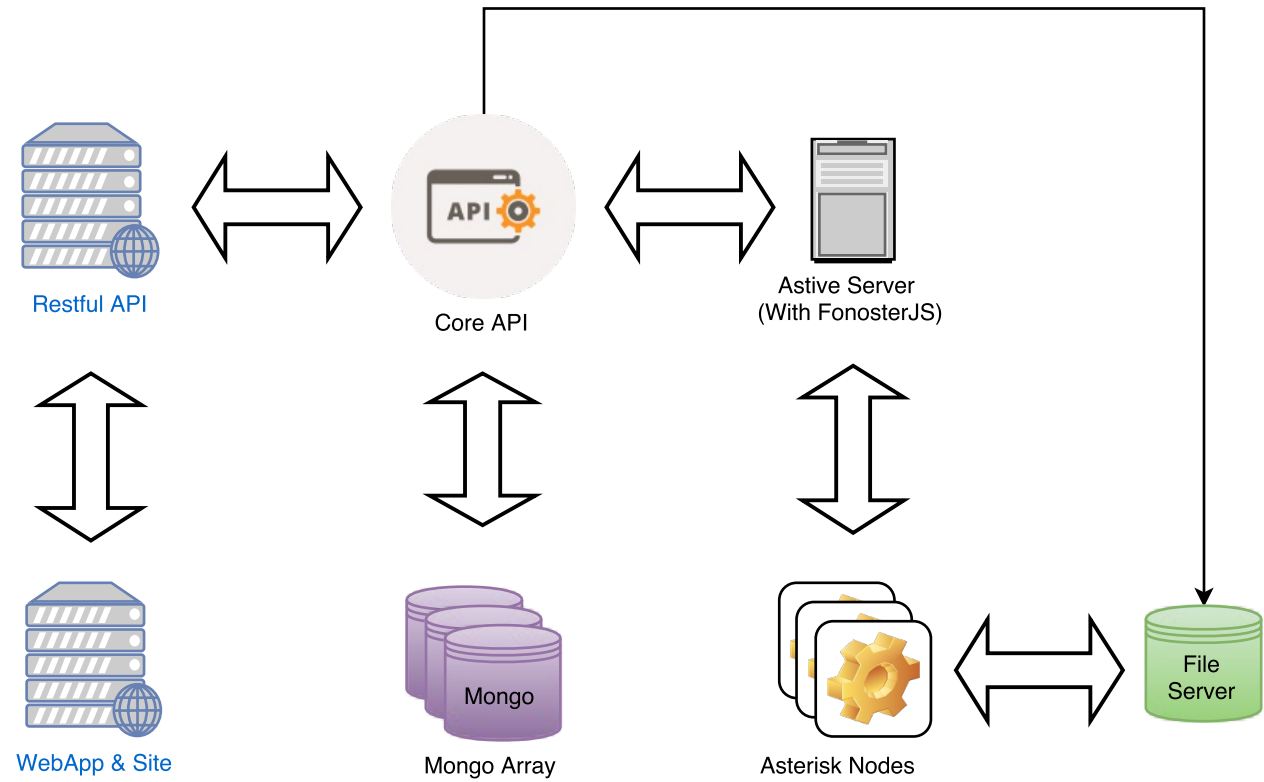 API
Restful API
Core API
Astive Server
(With FonosterJS)
Mongo
File
Server
WebApp & Site
Mongo Array
Asterisk Nodes